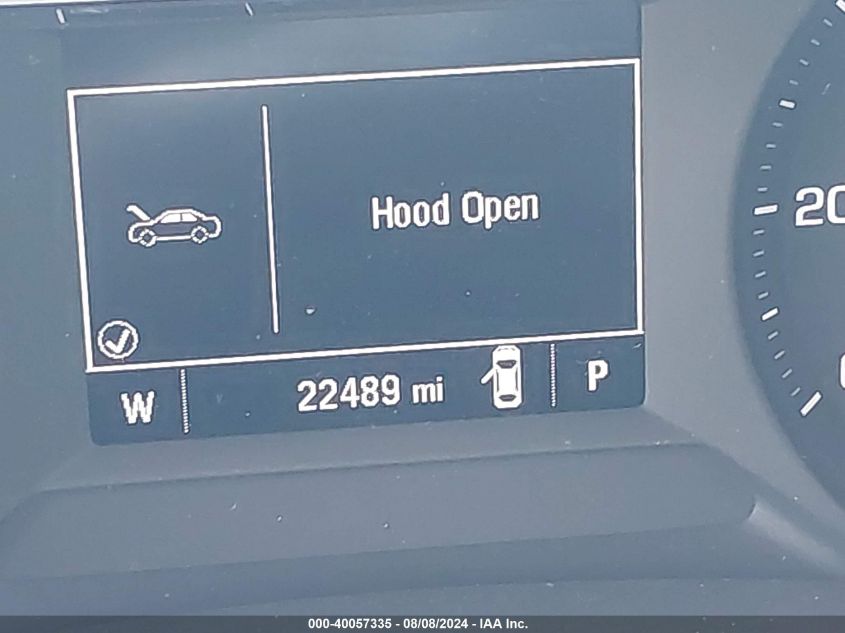 Hood Open
20
W
22489 mi
P
000-40057335 - 08/08/2024 - IAA Inc.